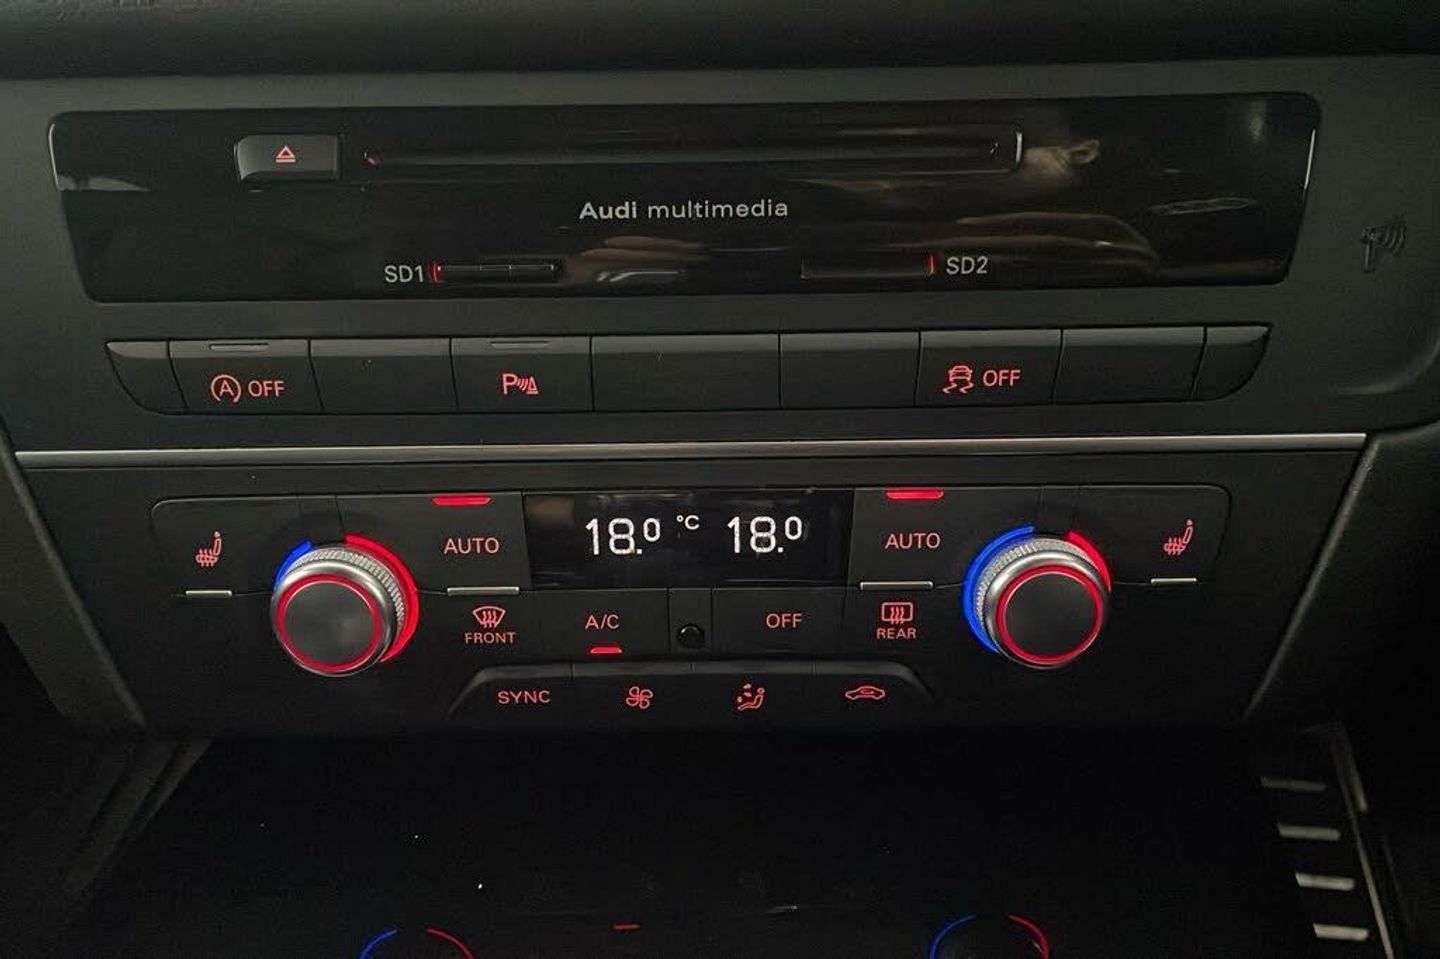 Audi multimedia
SD1 SD2
A OFF P OFF
AUTO 18.0 °C 18.0 AUTO
FRONT A/C OFF REAR
SYNC